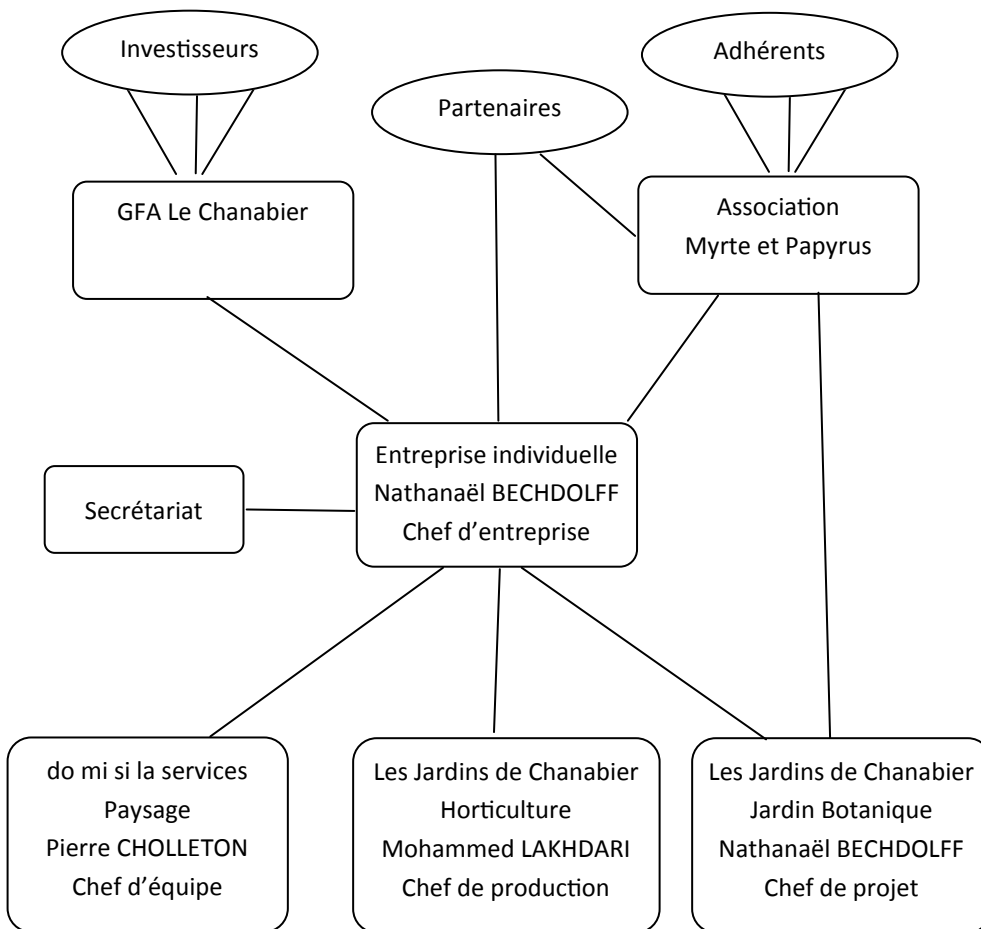 Investisseurs
Adhérents
Partenaires
GFA Le Chanabier
Association
Myrte et Papyrus
Entreprise individuelle
Nathanaël BECHDOLFF
Chef d’entreprise
Secrétariat
do mi si la services
Paysage
Pierre CHOLLETON
Chef d’équipe
Les Jardins de Chanabier
Horticulture
Mohammed LAKHDARI
Chef de production
Les Jardins de Chanabier
Jardin Botanique
Nathanaël BECHDOLFF
Chef de projet